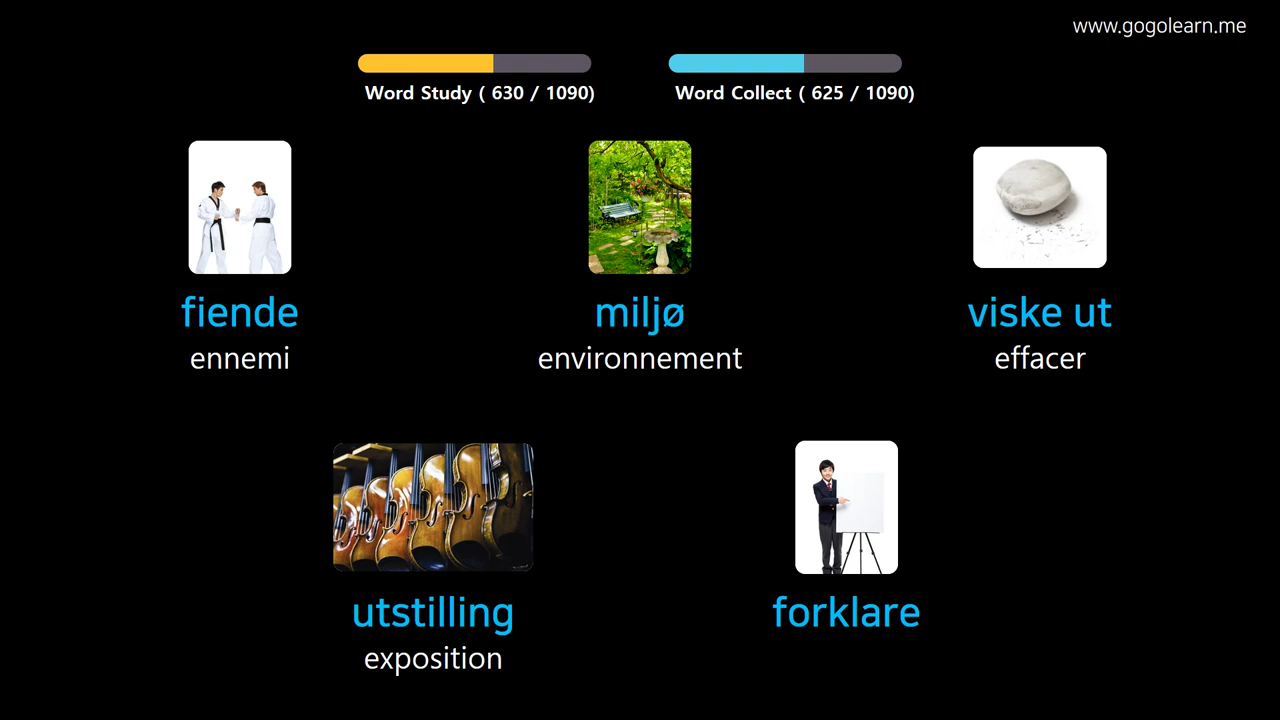 www.gogolearn.me
Word Study ( 630 / 1090)
Word Collect ( 625 / 1090)
fiende
ennemi
miljø
environnement
viske ut
effacer
utstilling
exposition
forklare